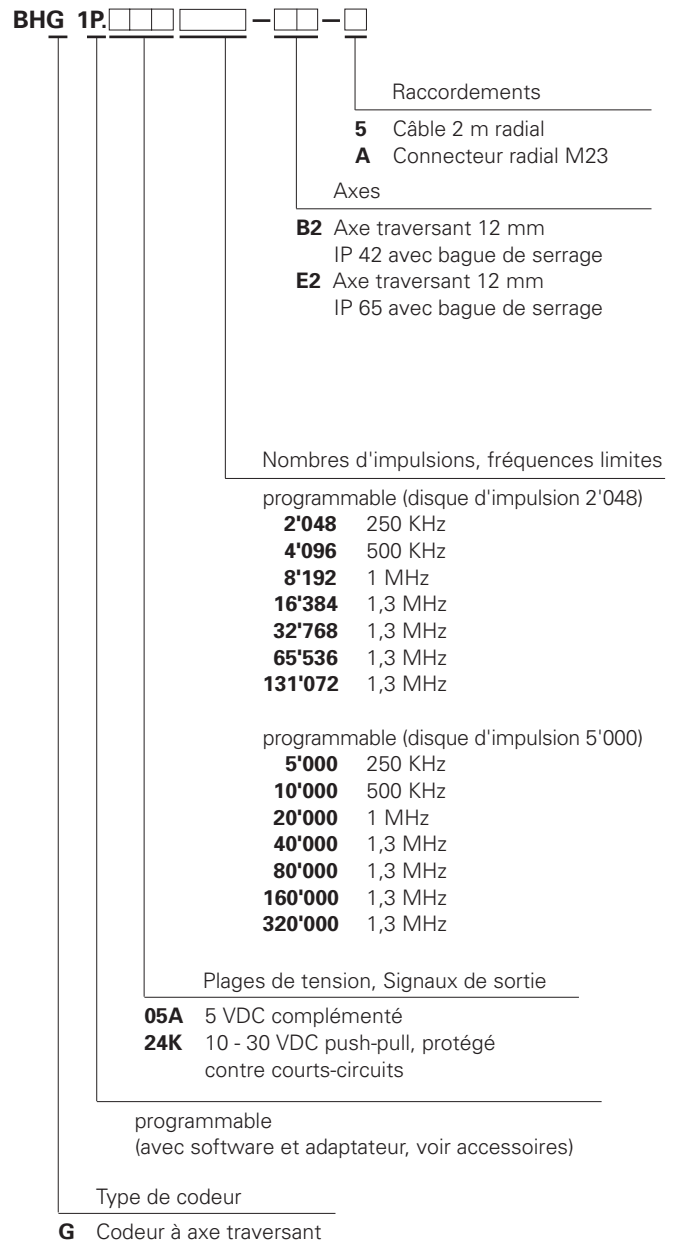 BHG 1P. – –
Raccordements
5 Câble 2 m radial
A Connecteur radial M23
Axes
B2 Axe traversant 12 mm
IP 42 avec bague de serrage
E2 Axe traversant 12 mm
IP 65 avec bague de serrage
Nombres d'impulsions, fréquences limites
programmable (disque d'impulsion 2'048)
2'048 250 KHz
4'096 500 KHz
8'192 1 MHz
16'384 1,3 MHz
32'768 1,3 MHz
65'536 1,3 MHz
131'072 1,3 MHz
programmable (disque d'impulsion 5'000)
5'000 250 KHz
10'000 500 KHz
20'000 1 MHz
40'000 1,3 MHz
80'000 1,3 MHz
160'000 1,3 MHz
320'000 1,3 MHz
Plages de tension, Signaux de sortie
05A 5 VDC complémenté
24K 10 - 30 VDC push-pull, protégé
contre courts-circuits
programmable
(avec software et adaptateur, voir accessoires)
Type de codeur
G Codeur à axe traversant